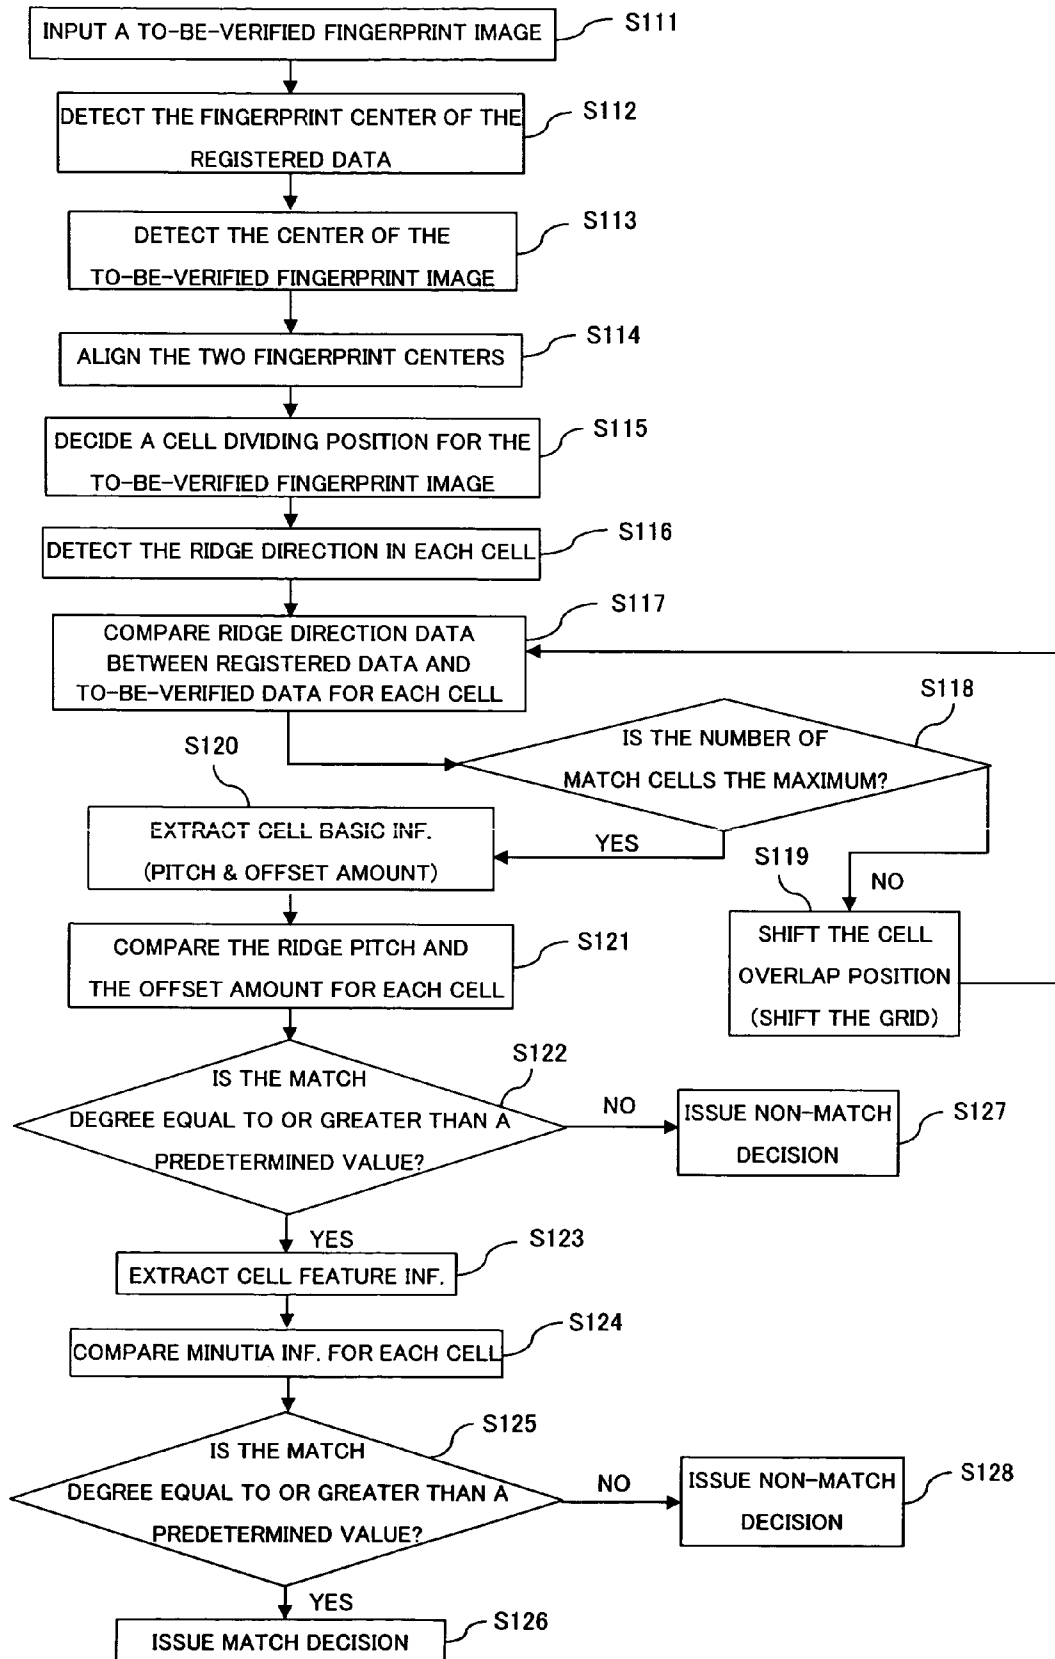 INPUT A TO-BE-VERIFIED FINGERPRINT IMAGE
S111
DETECT THE FINGERPRINT CENTER OF THE
REGISTERED DATA
S112
DETECT THE CENTER OF THE
TO-BE-VERIFIED FINGERPRINT IMAGE
S113
ALIGN THE TWO FINGERPRINT CENTERS
S114
DECIDE A CELL DIVIDING POSITION FOR THE
TO-BE-VERIFIED FINGERPRINT IMAGE
S115
DETECT THE RIDGE DIRECTION IN EACH CELL
S116
COMPARE RIDGE DIRECTION DATA
BETWEEN REGISTERED DATA AND
TO-BE-VERIFIED DATA FOR EACH CELL
S117
IS THE NUMBER OF
MATCH CELLS THE MAXIMUM?
S118
YES
NO
S119
SHIFT THE CELL
OVERLAP POSITION
(SHIFT THE GRID)
S120
EXTRACT CELL BASIC INF.
(PITCH & OFFSET AMOUNT)
COMPARE THE RIDGE PITCH AND
THE OFFSET AMOUNT FOR EACH CELL
S121
IS THE MATCH
DEGREE EQUAL TO OR GREATER THAN A
PREDETERMINED VALUE?
S122
NO
ISSUE NON-MATCH
DECISION
S127
YES
EXTRACT CELL FEATURE INF.
S123
COMPARE MINUTIA INF. FOR EACH CELL
S124
IS THE MATCH
DEGREE EQUAL TO OR GREATER THAN A
PREDETERMINED VALUE?
S125
NO
ISSUE NON-MATCH
DECISION
S128
YES
ISSUE MATCH DECISION
S126